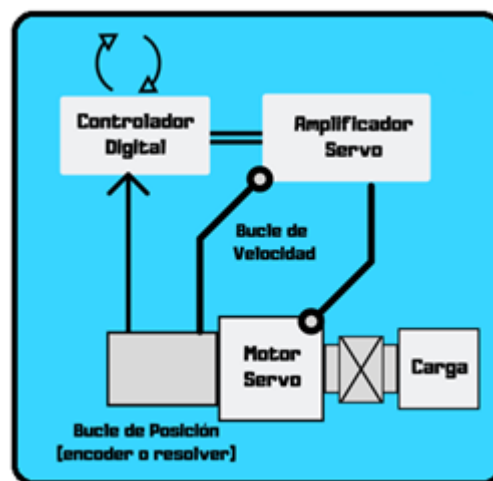 Controlador
Digital
Amplificador
Servo
Bucle de
Velocidad
Motor
Servo
Carga
Bucle de Posición
[encoder o resolver]